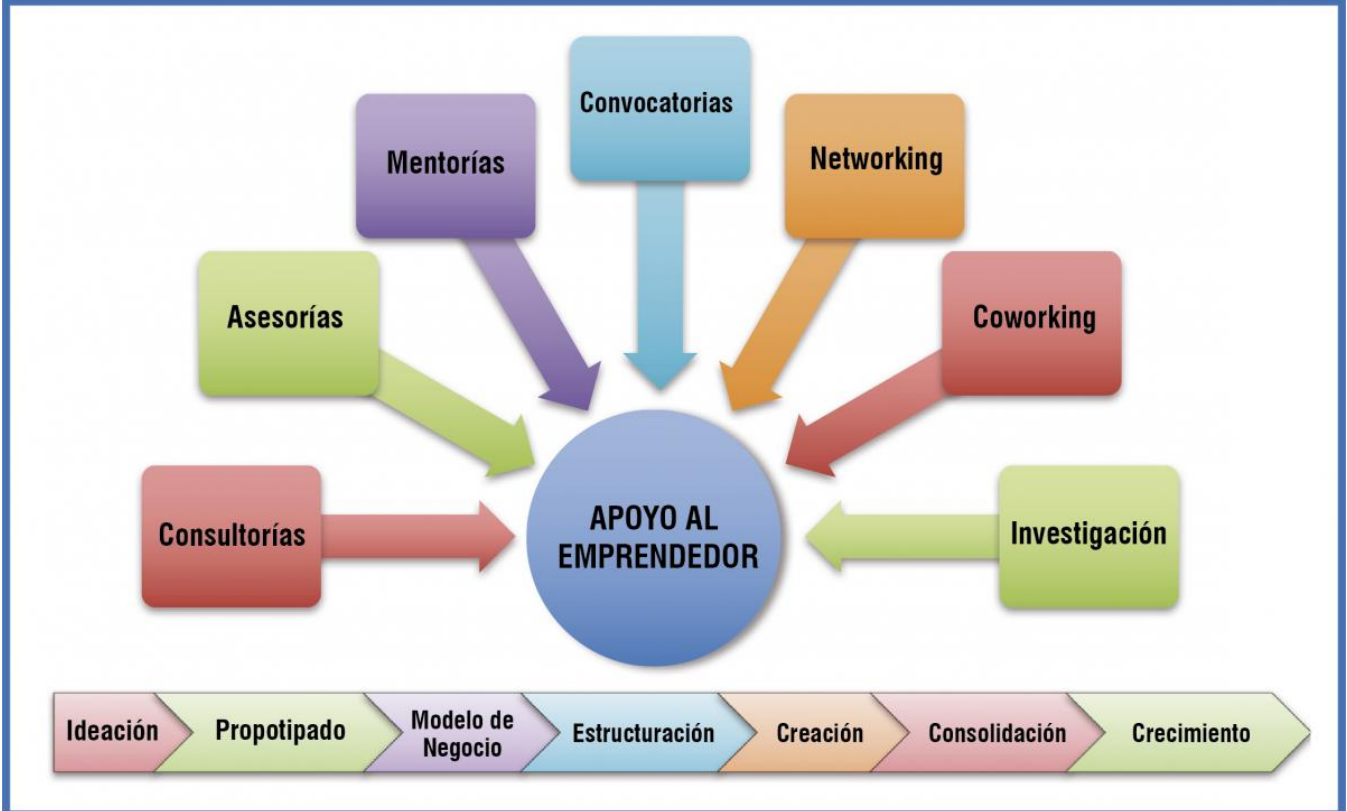 Convocatorias
Mentorías
Networking
Asesorías
Coworking
Consultorías
APOYO AL
EMPRENDEDOR
Investigación
Ideación
Propotipado
Modelo de
Negocio
Estructuración
Creación
Consolidación
Crecimiento